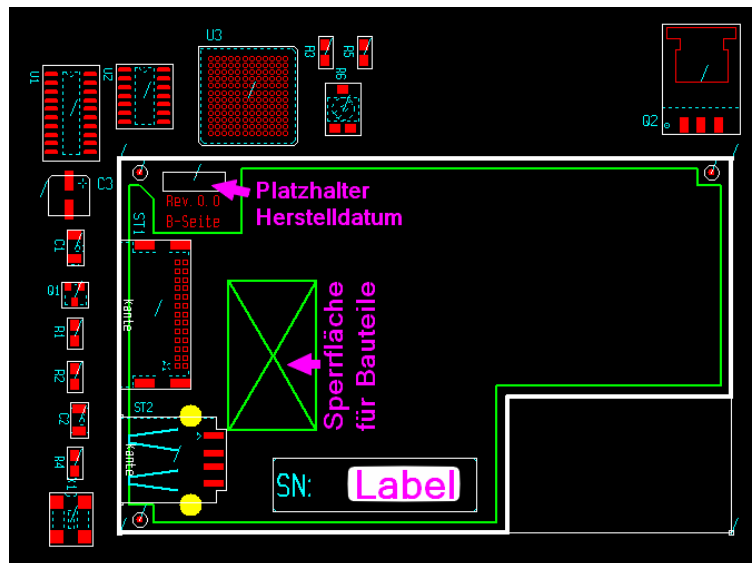 U3
R3
R5
U1
U2
R6
Q2
C3
Platzhalter
Herstelldatum
Rev.0.0
B-Seite
ST1
C1
Q1
kante
R1
R2
Sperrfläche
für Bauteile
ST2
C2
kante
R4
SN:
Label